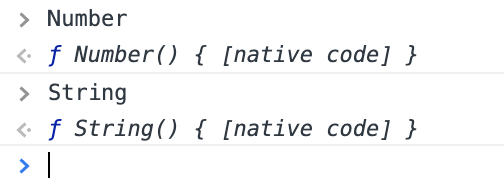 > Number
<· ƒ Number() { [native code] }
> String
<· ƒ String() { [native code] }
>